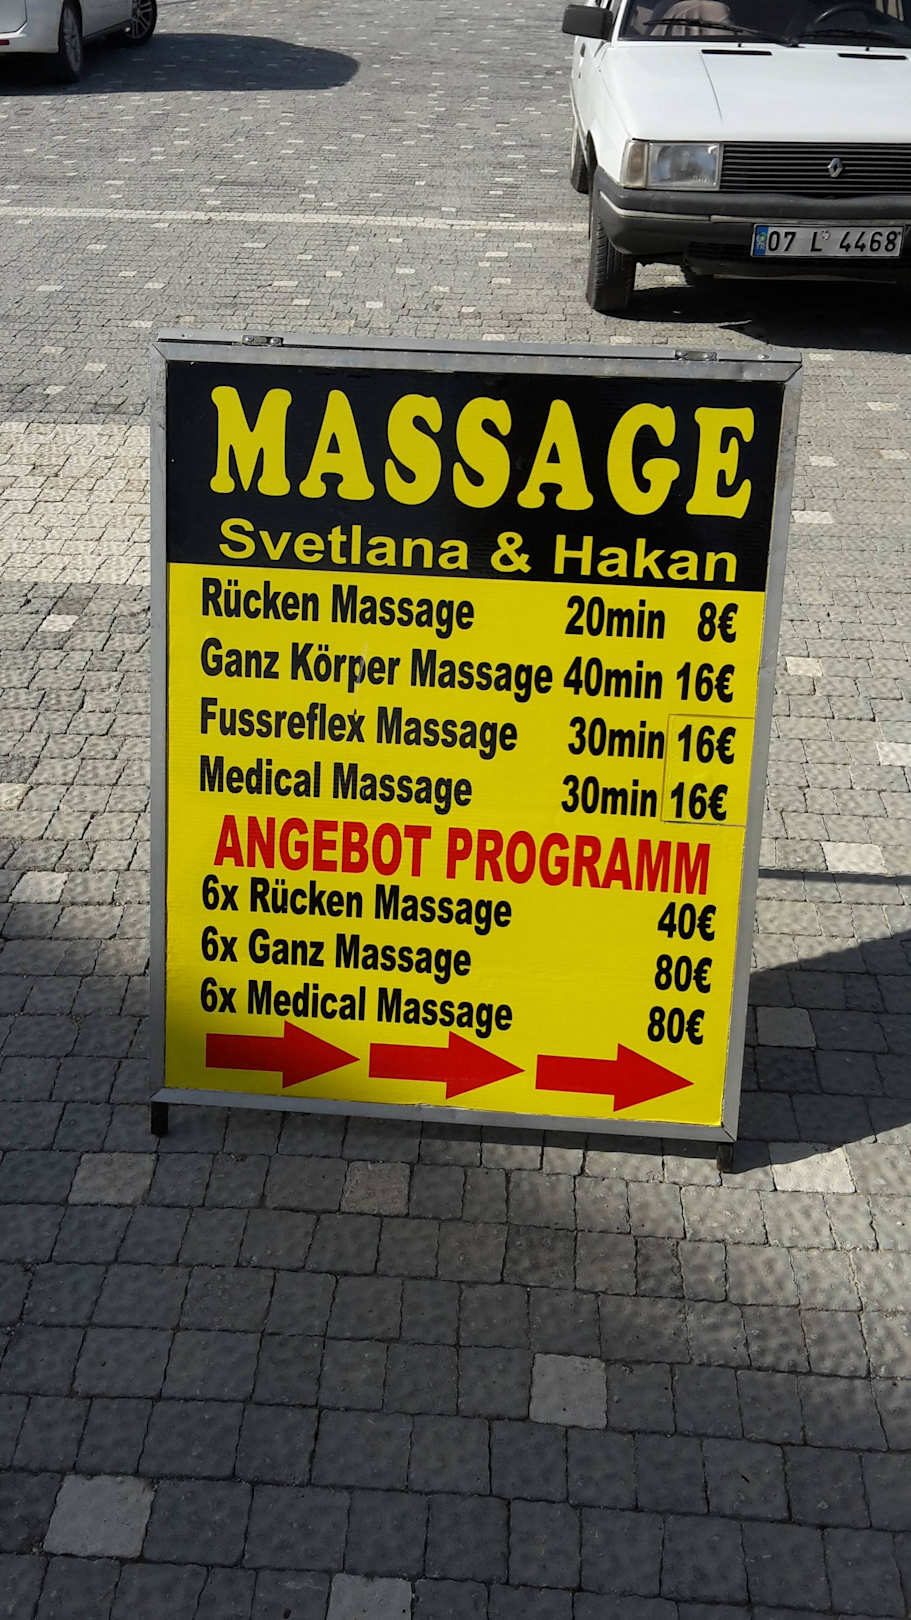 07 L 4468
MASSAGE
Svetlana & Hakan
Rücken Massage 20min 8€
Ganz Körper Massage 40min 16€
Fussreflex Massage 30min 16€
Medical Massage 30min 16€
ANGEBOT PROGRAMM
6x Rücken Massage 40€
6x Ganz Massage 80€
6x Medical Massage 80€